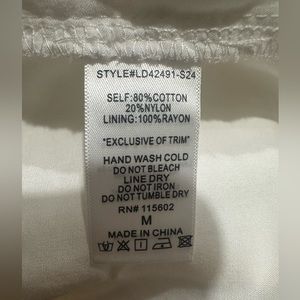 STYLE#LD42491-S24
SELF:80%COTTON
20%NYLON
LINING:100%RAYON
"EXCLUSIVE OF TRIM"
HAND WASH COLD
DO NOT BLEACH
LINE DRY
DO NOT IRON
DO NOT TUMBLE DRY
RN# 115602
M
MADE IN CHINA